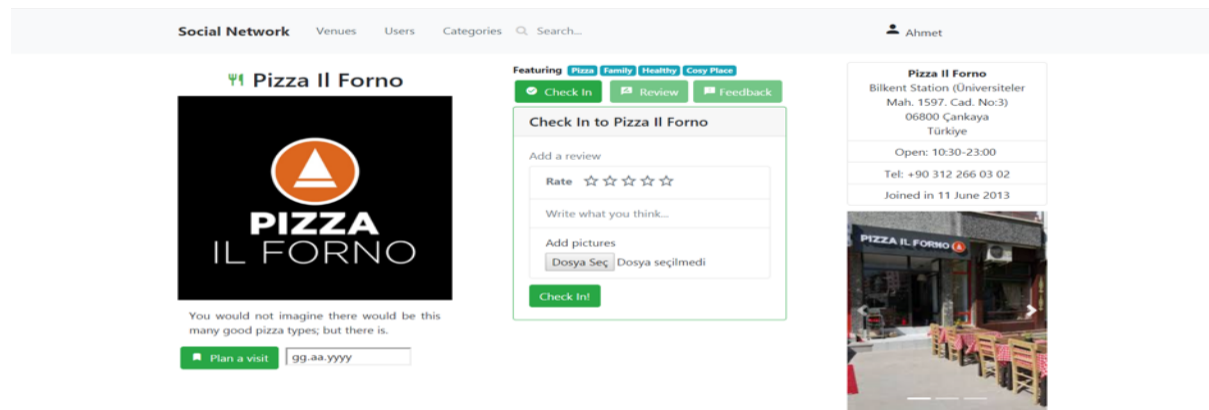 Social Network Venues Users Categories Search... Ahmet
Pizza Il Forno
PIZZA
IL FORNO
You would not imagine there would be this
many good pizza types; but there is.
Plan a visit gg.aa.yyyy
Featuring Pizza Family Healthy Cosy Place
Check In Review Feedback
Check In to Pizza Il Forno
Add a review
Rate
Write what you think...
Add pictures
Dosya Seç Dosya seçilmedi
Check In!
Pizza Il Forno
Bilkent Station (Üniversiteler
Mah. 1597. Cad. No:3)
06800 Çankaya
Türkiye
Open: 10:30-23:00
Tel: +90 312 266 03 02
Joined in 11 June 2013
PIZZA IL FORNO